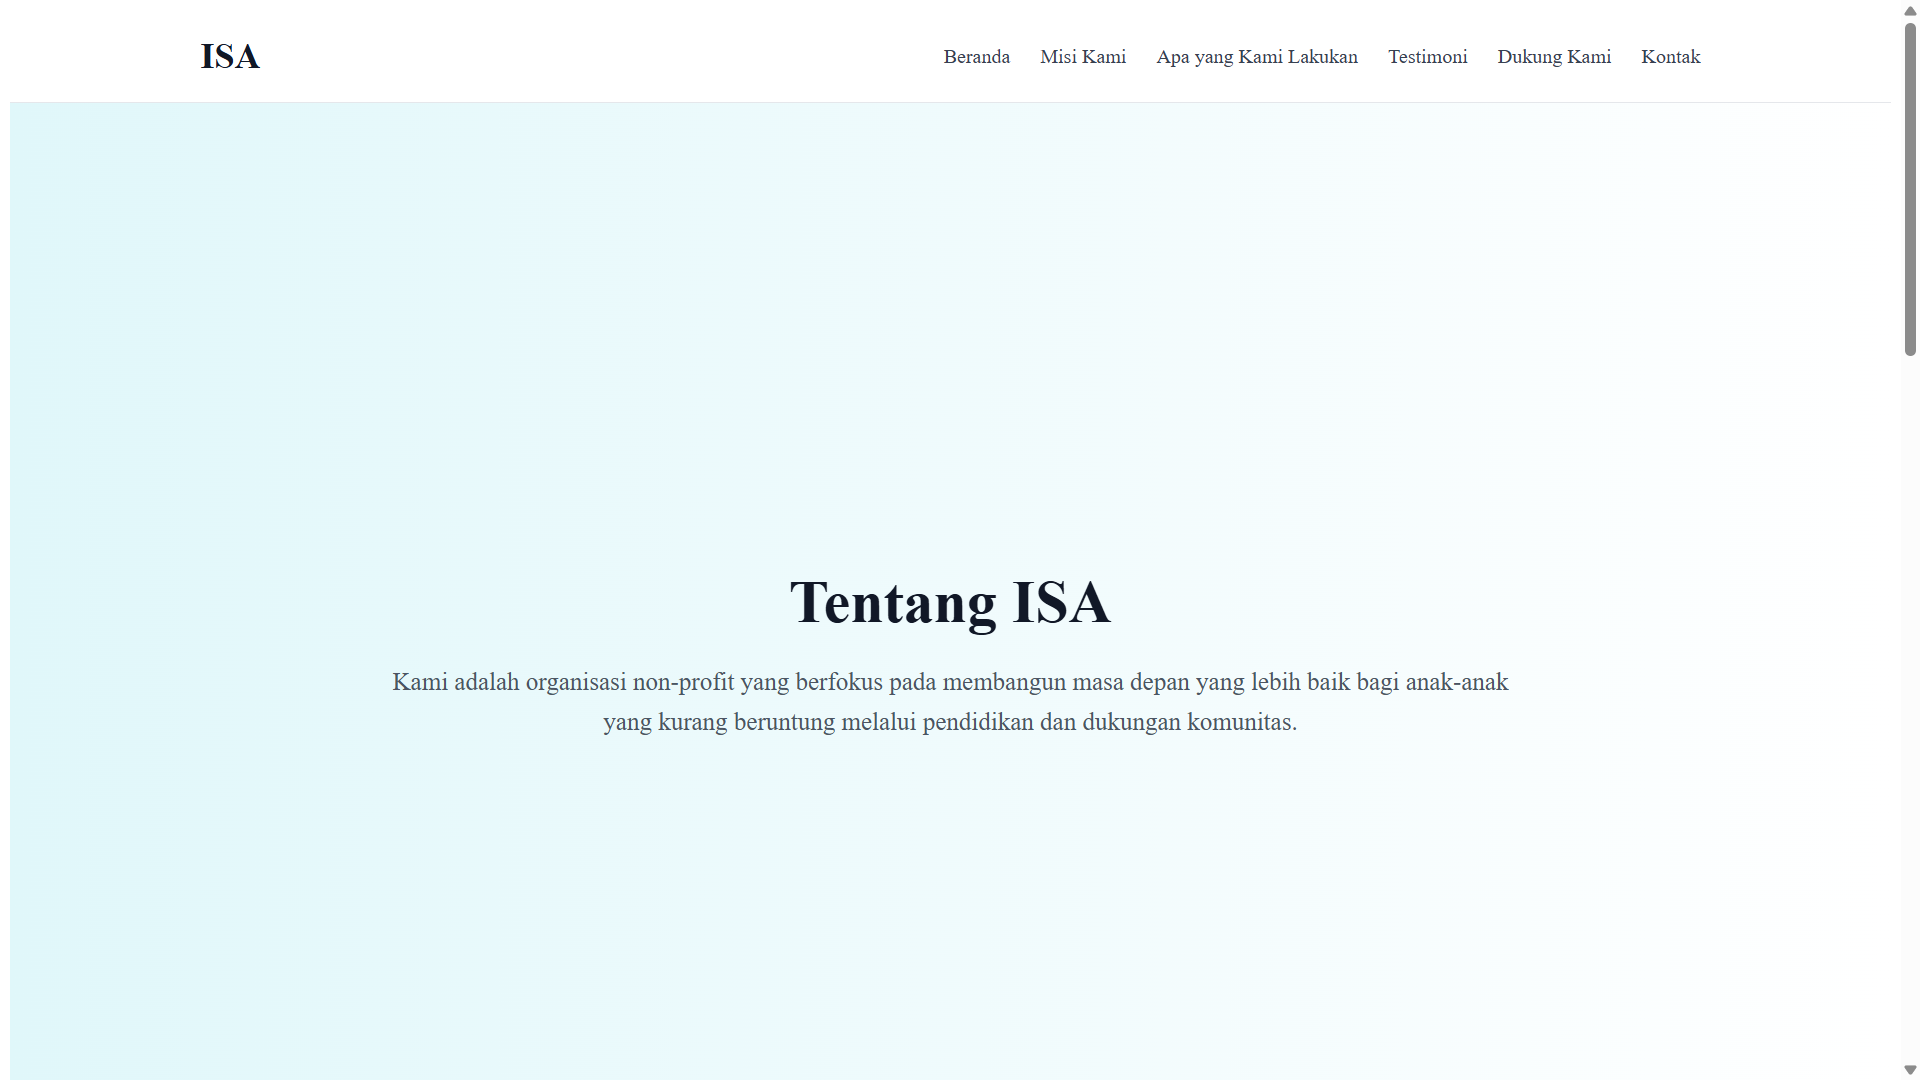 ISA
Beranda
Misi Kami
Apa yang Kami Lakukan
Testimoni
Dukung Kami
Kontak
Tentang ISA
Kami adalah organisasi non-profit yang berfokus pada membangun masa depan yang lebih baik bagi anak-anak
yang kurang beruntung melalui pendidikan dan dukungan komunitas.